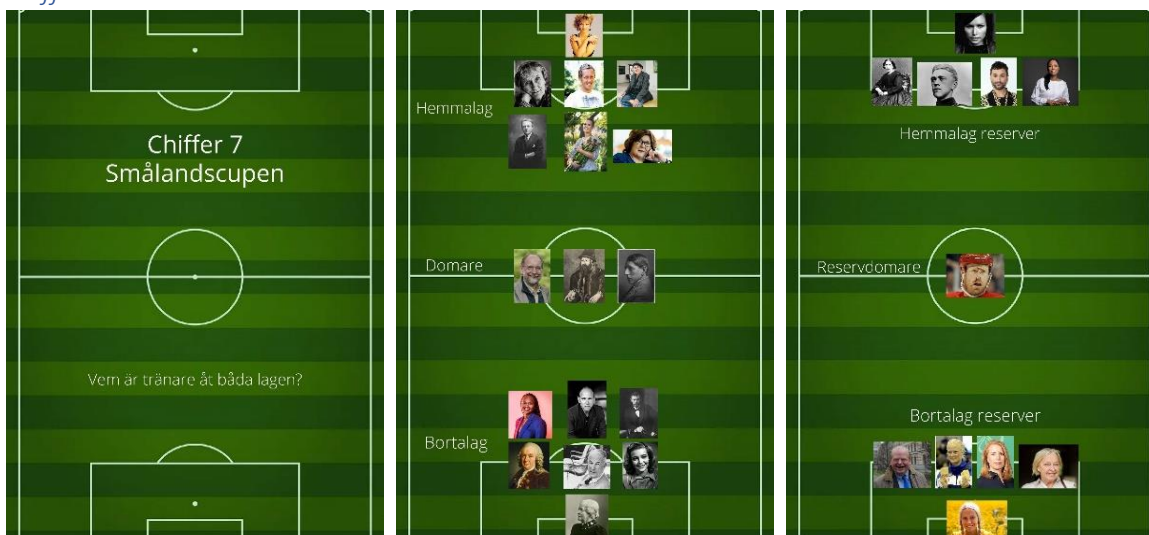 Chiffer 7
Smålandscupen
Vem är tränare åt båda lagen?
Hemmalag
Domare
Bortalag
Hemmalag reserver
Reservdomare
Bortalag reserver